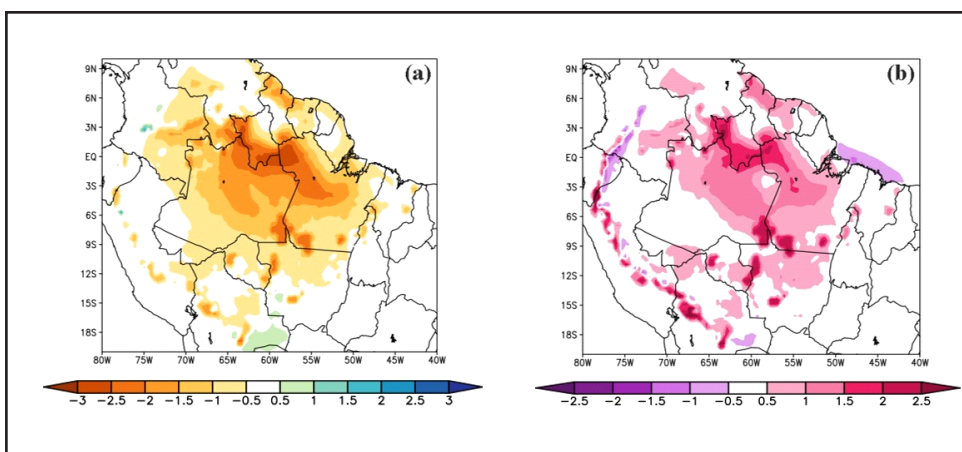 (a)
9N
6N
3N
EQ
3S
6S
9S
12S
15S
18S
80W 75W 70W 65W 60W 55W 50W 45W 40W
-3 -2.5 -2 -1.5 -1 -0.5 0.5 1 1.5 2 2.5 3
(b)
9N
6N
3N
EQ
3S
6S
9S
12S
15S
18S
80W 75W 70W 65W 60W 55W 50W 45W 40W
-2.5 -2 -1.5 -1 -0.5 0.5 1 1.5 2 2.5